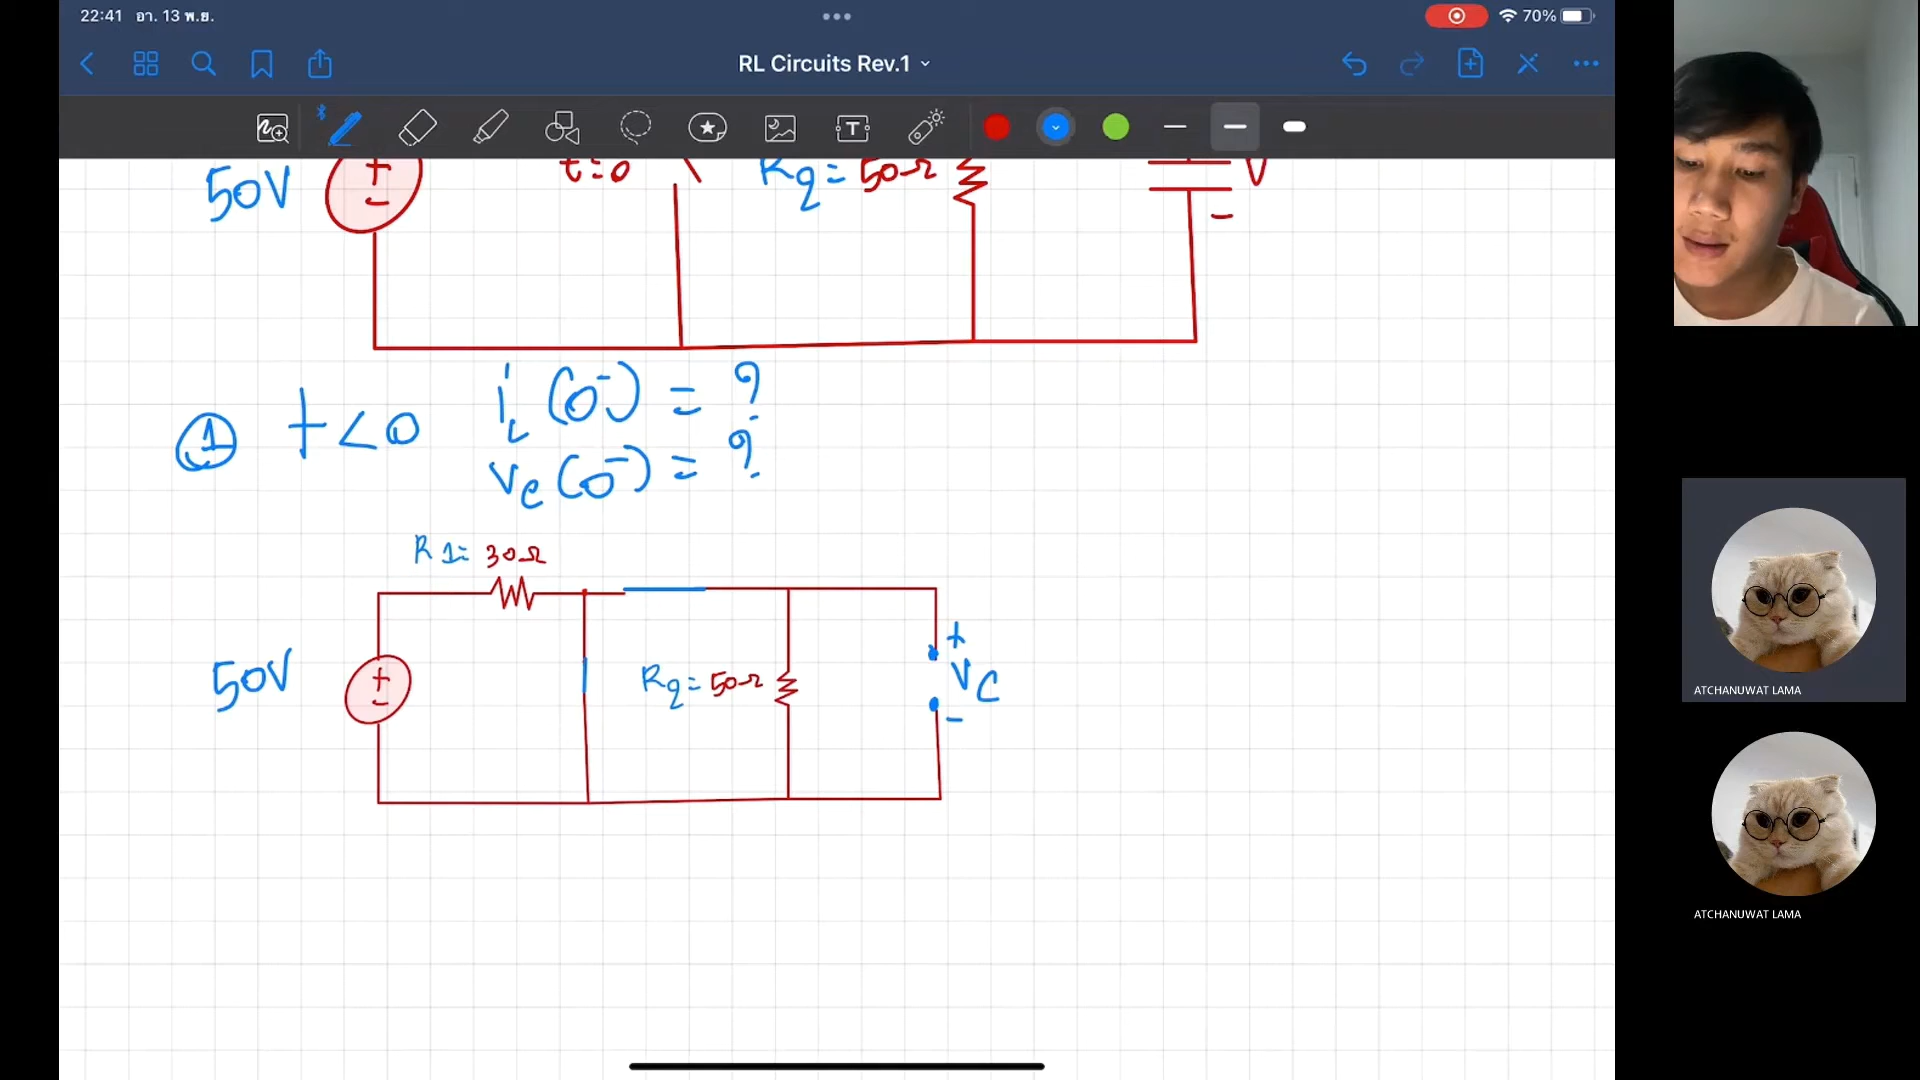 22:41 อา. 13 พ.ย.
70%
RL Circuits Rev.1
T
50V
+
-
t=0
R2= 50Ω
V
-
① t<0 iL(0-) = ?
vc(0-) = ?
R1= 30Ω
50V
+
-
R2= 50Ω
+
VC
-
ATCHANUWAT LAMA
ATCHANUWAT LAMA